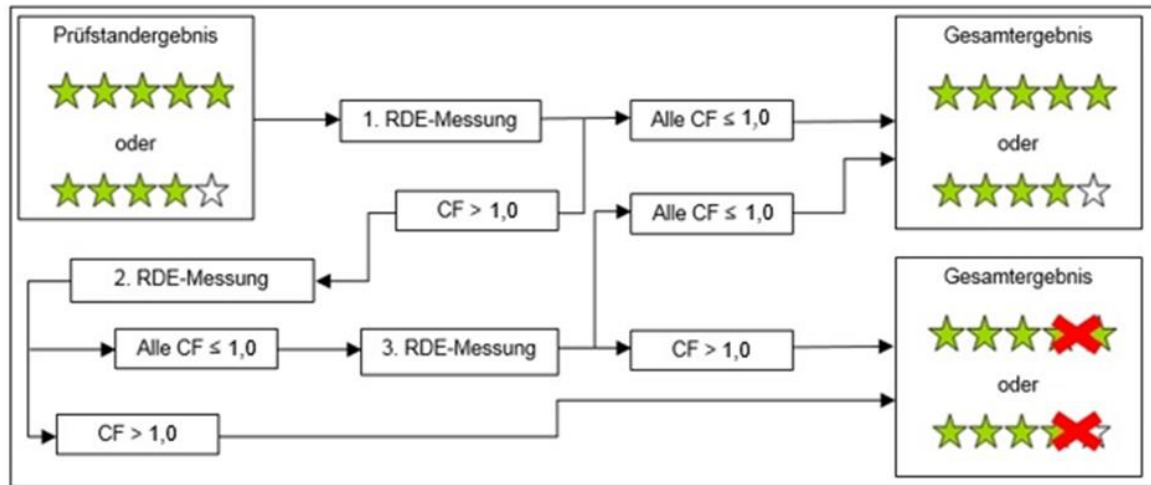 Prüfstandergebnis
oder
1. RDE-Messung
Alle CF ≤ 1,0
Gesamtergebnis
oder
CF > 1,0
Alle CF ≤ 1,0
2. RDE-Messung
Alle CF ≤ 1,0
3. RDE-Messung
CF > 1,0
Gesamtergebnis
oder
CF > 1,0